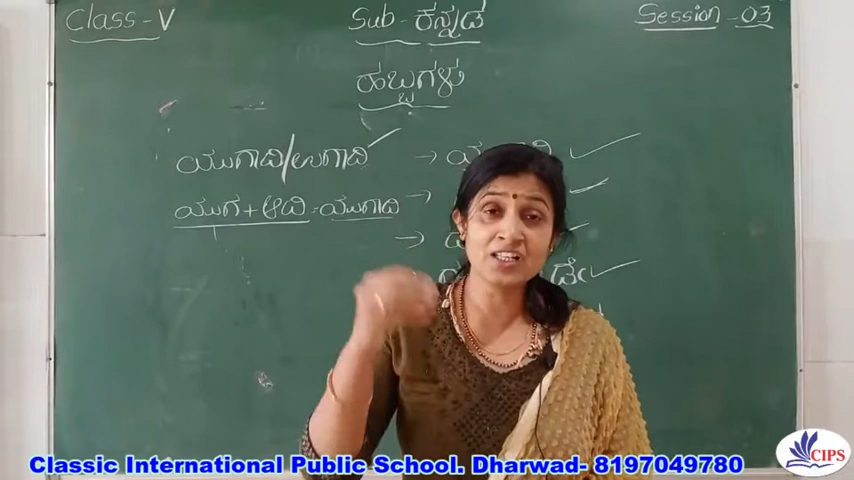 Class - V
Sub - ಕನ್ನಡ
Session - 03
ಹಬ್ಬಗಳು
ಯುಗಾದಿ/ಉಗಾದಿ
ಯುಗ + ಆದಿ = ಯುಗಾದಿ
Classic International Public School. Dharwad- 8197049780
CIPS